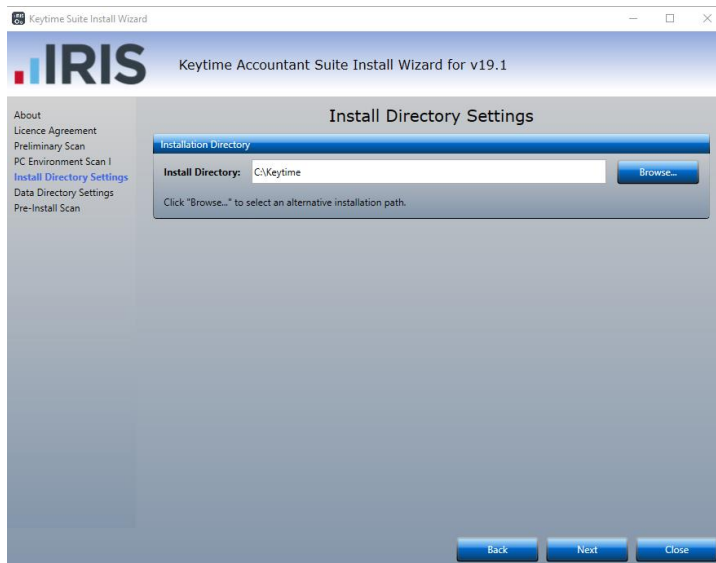 Keytime Suite Install Wizard
IRIS
Keytime Accountant Suite Install Wizard for v19.1
About
Licence Agreement
Preliminary Scan
PC Environment Scan I
Install Directory Settings
Data Directory Settings
Pre-Install Scan
Install Directory Settings
Installation Directory
Install Directory: C:\Keytime Browse...
Click "Browse..." to select an alternative installation path.
Back Next Close